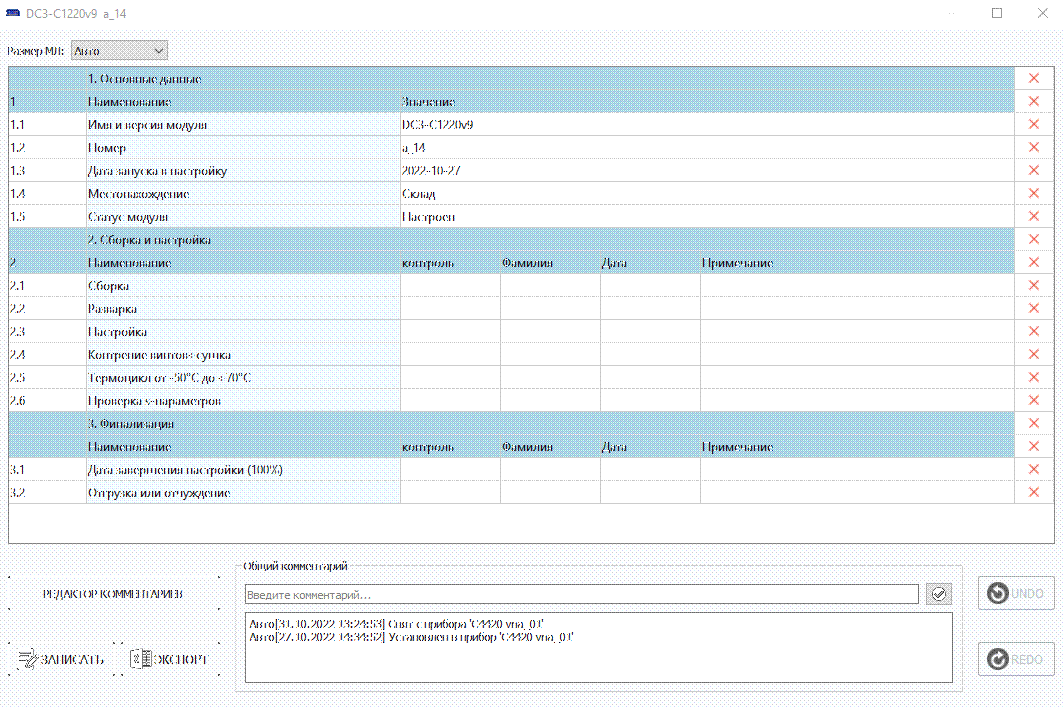 DC3-C1220v9 a_14
Размер МЛ: Авто
1. Основные данные
1 Наименование Значение
1.1 Имя и версия модуля DC3-C1220v9
1.2 Номер a_14
1.3 Дата запуска в настройку 2022-10-27
1.4 Местонахождение Склад
1.5 Статус модуля Настроен
2. Сборка и настройка
2 Наименование контроль Фамилия Дата Примечание
2.1 Сборка
2.2 Разварка
2.3 Настройка
2.4 Контрение винтов+сушка
2.5 Термоцикл от -50°C до +70°C
2.6 Проверка s-параметров
3. Финализация
Наименование контроль Фамилия Дата Примечание
3.1 Дата завершения настройки (100%)
3.2 Отгрузка или отчуждение
РЕДАКТОР КОММЕНТАРИЕВ
ЗАПИСАТЬ ЭКСПОРТ
Общий комментарий
Введите комментарий...
Авто[31.10.2022 13:24:53] Снят с прибора 'C4420 vna_01'
Авто[27.10.2022 14:34:52] Установлен в прибор 'C4420 vna_01'
UNDO
REDO